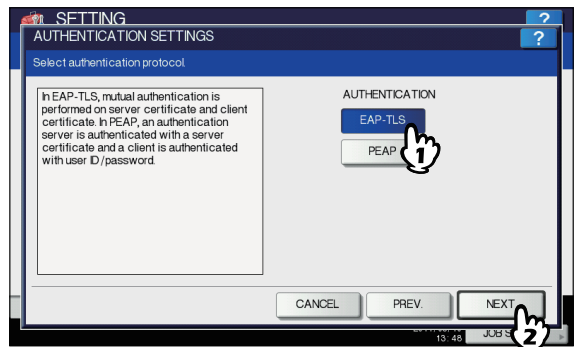 SETTING
?
AUTHENTICATION SETTINGS
?
Select authentication protocol.
In EAP-TLS, mutual authentication is
performed on server certificate and client
certificate. In PEAP, an authentication
server is authenticated with a server
certificate and a client is authenticated
with user ID/password.
AUTHENTICATION
EAP-TLS
PEAP
1
CANCEL
PREV.
NEXT
2
13:48
JOB S